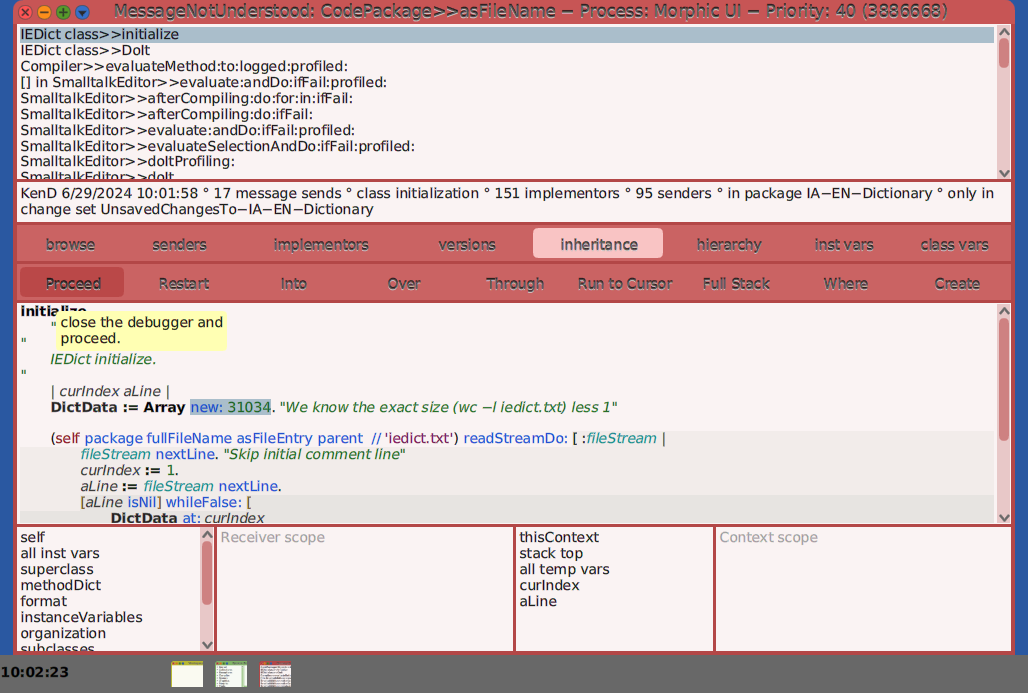 MessageNotUnderstood: CodePackage>>asFileName − Process: Morphic UI − Priority: 40 (3886668)
IEDict class>>initialize
IEDict class>>DoIt
Compiler>>evaluateMethod:to:logged:profiled:
[] in SmalltalkEditor>>evaluate:andDo:ifFail:profiled:
SmalltalkEditor>>afterCompiling:do:for:in:ifFail:
SmalltalkEditor>>afterCompiling:do:ifFail:
SmalltalkEditor>>evaluate:andDo:ifFail:profiled:
SmalltalkEditor>>evaluateSelectionAndDo:ifFail:profiled:
SmalltalkEditor>>doItProfiling:
SmalltalkEditor>>doIt
KenD 6/29/2024 10:01:58 ° 17 message sends ° class initialization ° 151 implementors ° 95 senders ° in package IA−EN−Dictionary ° only in
change set UnsavedChangesTo−IA−EN−Dictionary
browse senders implementors versions inheritance hierarchy inst vars class vars
Proceed Restart Into Over Through Run to Cursor Full Stack Where Create
initialize
" close the debugger and
" proceed.
IEDict initialize.
"
| curIndex aLine |
DictData := Array new: 31034. "We know the exact size (wc −l iedict.txt) less 1"
(self package fullFileName asFileEntry parent // 'iedict.txt') readStreamDo: [ :fileStream |
fileStream nextLine. "Skip initial comment line"
curIndex := 1.
aLine := fileStream nextLine.
[aLine isNil] whileFalse: [
DictData at: curIndex
self
all inst vars
superclass
methodDict
format
instanceVariables
organization
subclasses
Receiver scope
thisContext
stack top
all temp vars
curIndex
aLine
Context scope
10:02:23